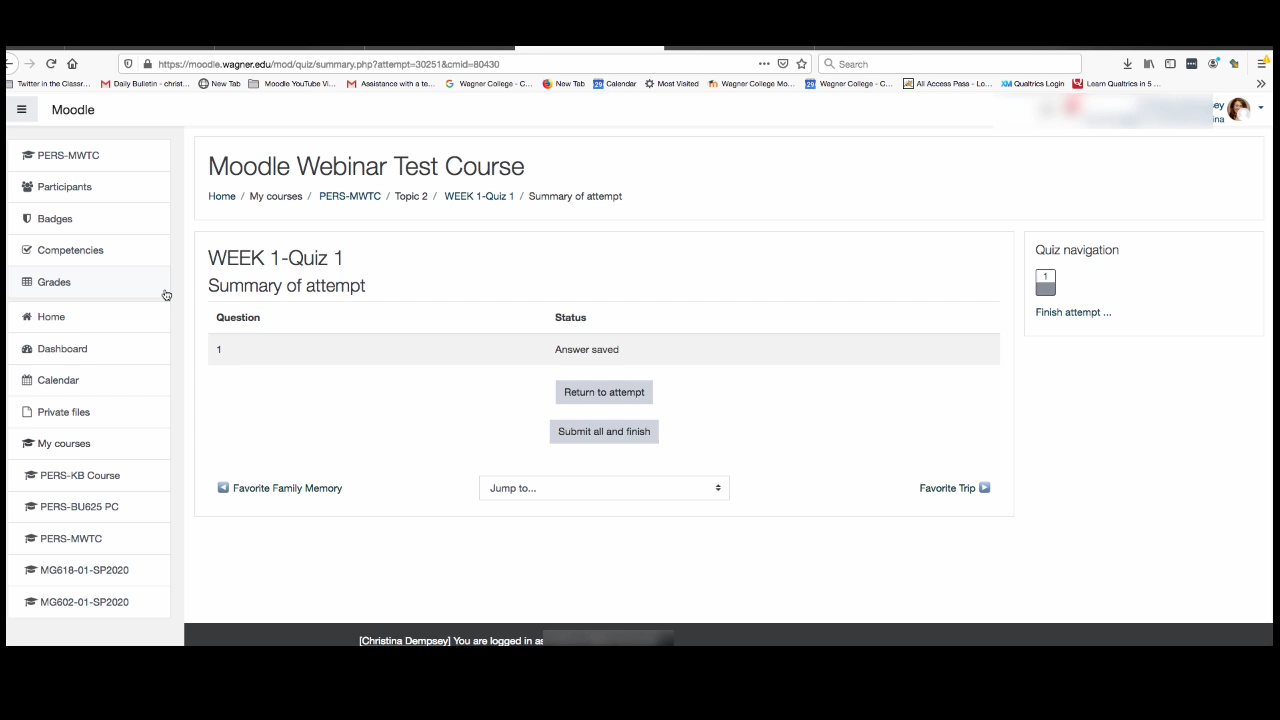 https://moodle.wagner.edu/mod/quiz/summary.php?attempt=30251&cmid=80430
Search
Twitter in the Classr...
Daily Bulletin - christ...
New Tab
Moodle YouTube Vi...
Assistance with a te...
Wagner College - C...
New Tab
Calendar
Most Visited
Wagner College Mo...
Wagner College - C...
All Access Pass - Lo...
Qualtrics Login
Learn Qualtrics in 5 ...
Moodle
PERS-MWTC
Participants
Badges
Competencies
Grades
Home
Dashboard
Calendar
Private files
My courses
PERS-KB Course
PERS-BU625 PC
PERS-MWTC
MG618-01-SP2020
MG602-01-SP2020
Moodle Webinar Test Course
Home / My courses / PERS-MWTC / Topic 2 / WEEK 1-Quiz 1 / Summary of attempt
WEEK 1-Quiz 1
Summary of attempt
Question Status
1 Answer saved
Return to attempt
Submit all and finish
Favorite Family Memory
Jump to...
Favorite Trip
Quiz navigation
1
Finish attempt ...
[Christina Dempsey] You are logged in as